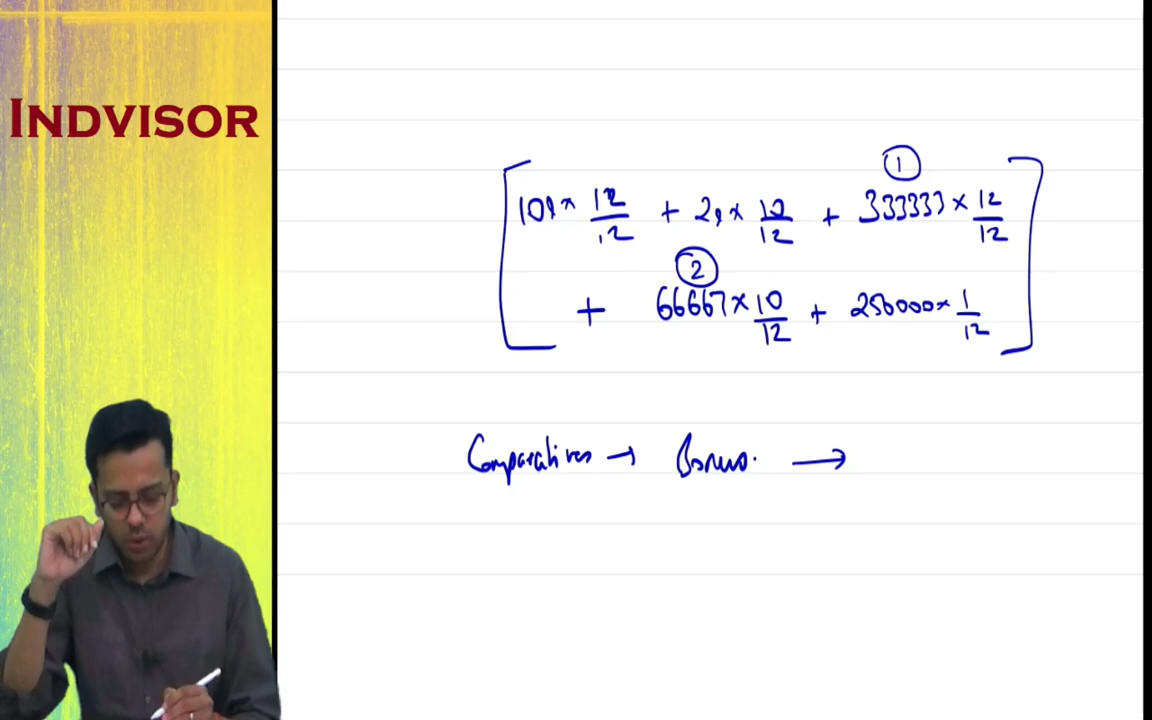 INDVISOR
①
10L × 12/12 + 2L × 10/12 + 333333 × 12/12
②
+ 66667 × 10/12 + 250000 × 1/12
Comparatives → Bonus. →